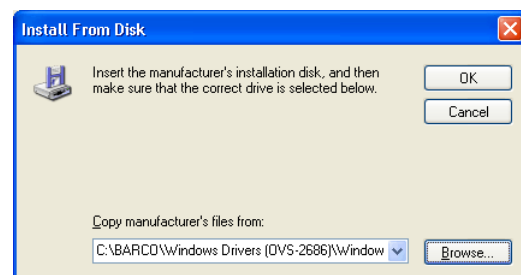 Install From Disk
Insert the manufacturer's installation disk, and then
make sure that the correct drive is selected below.
OK
Cancel
Copy manufacturer's files from:
C:\BARCO\Windows Drivers (OVS-2686)\Window
Browse...